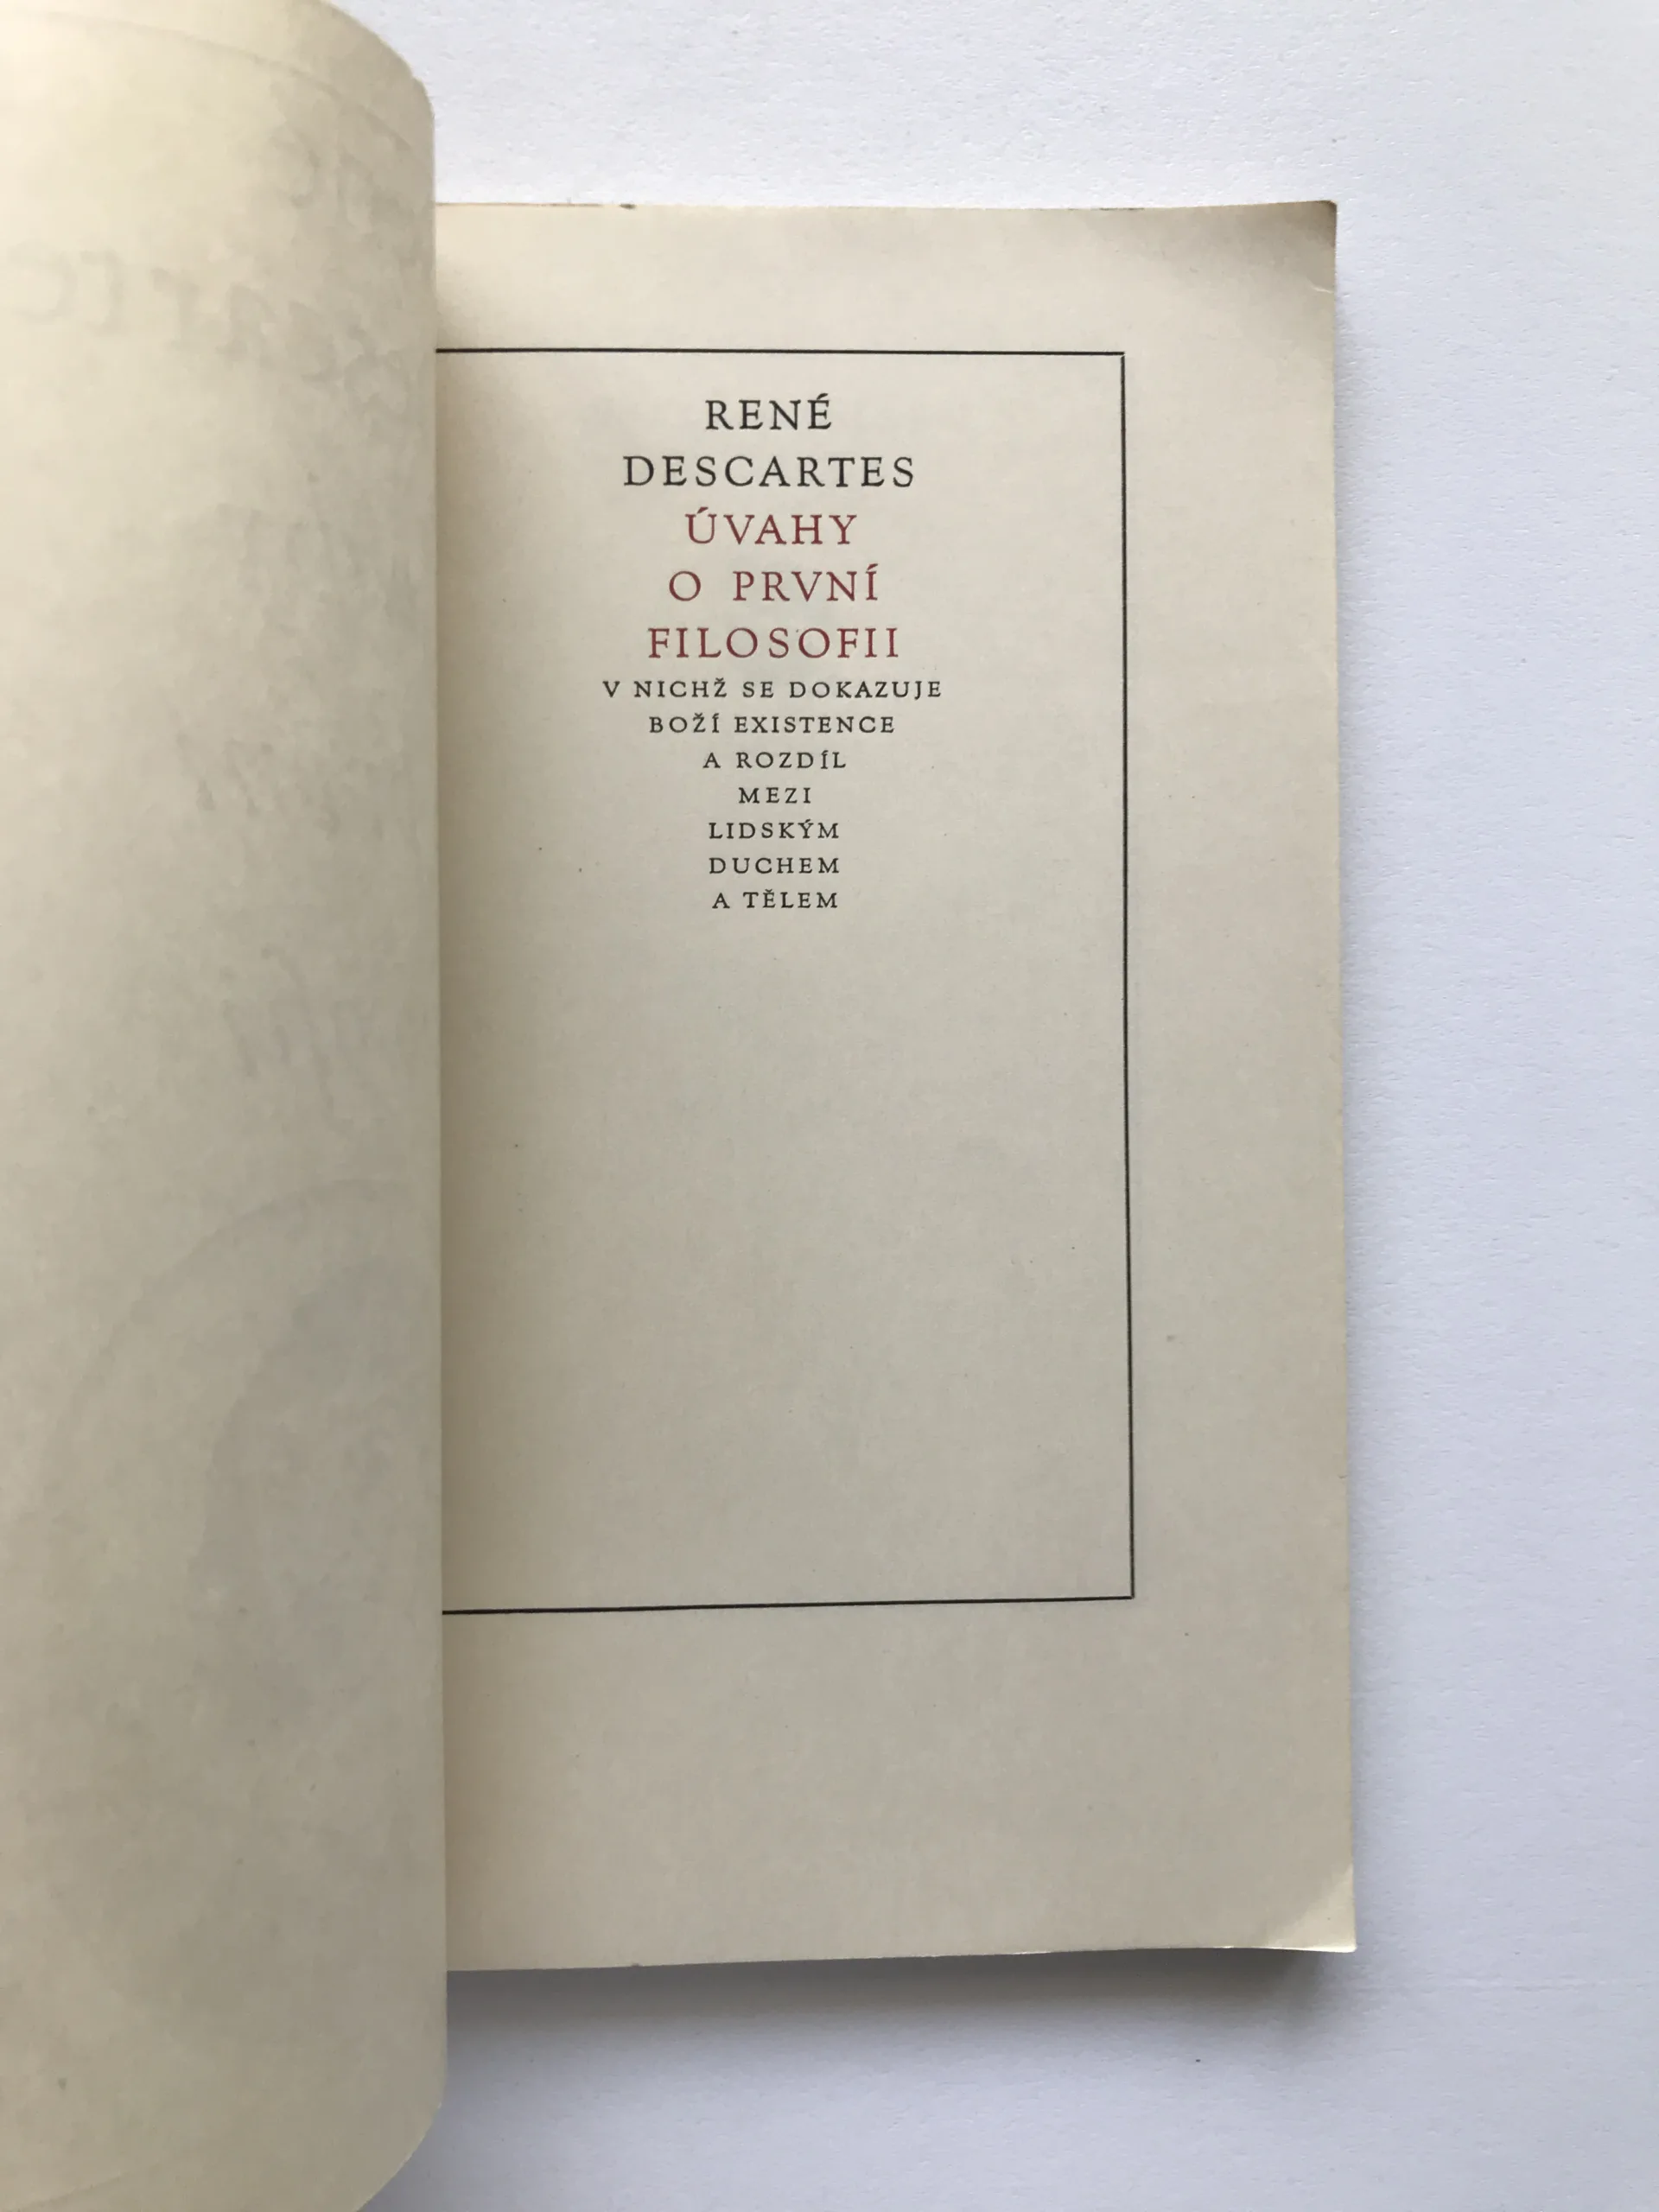 RENÉ
DESCARTES
ÚVAHY
O PRVNÍ
FILOSOFII
V NICHŽ SE DOKAZUJE
BOŽÍ EXISTENCE
A ROZDÍL
MEZI
LIDSKÝM
DUCHEM
A TĚLEM